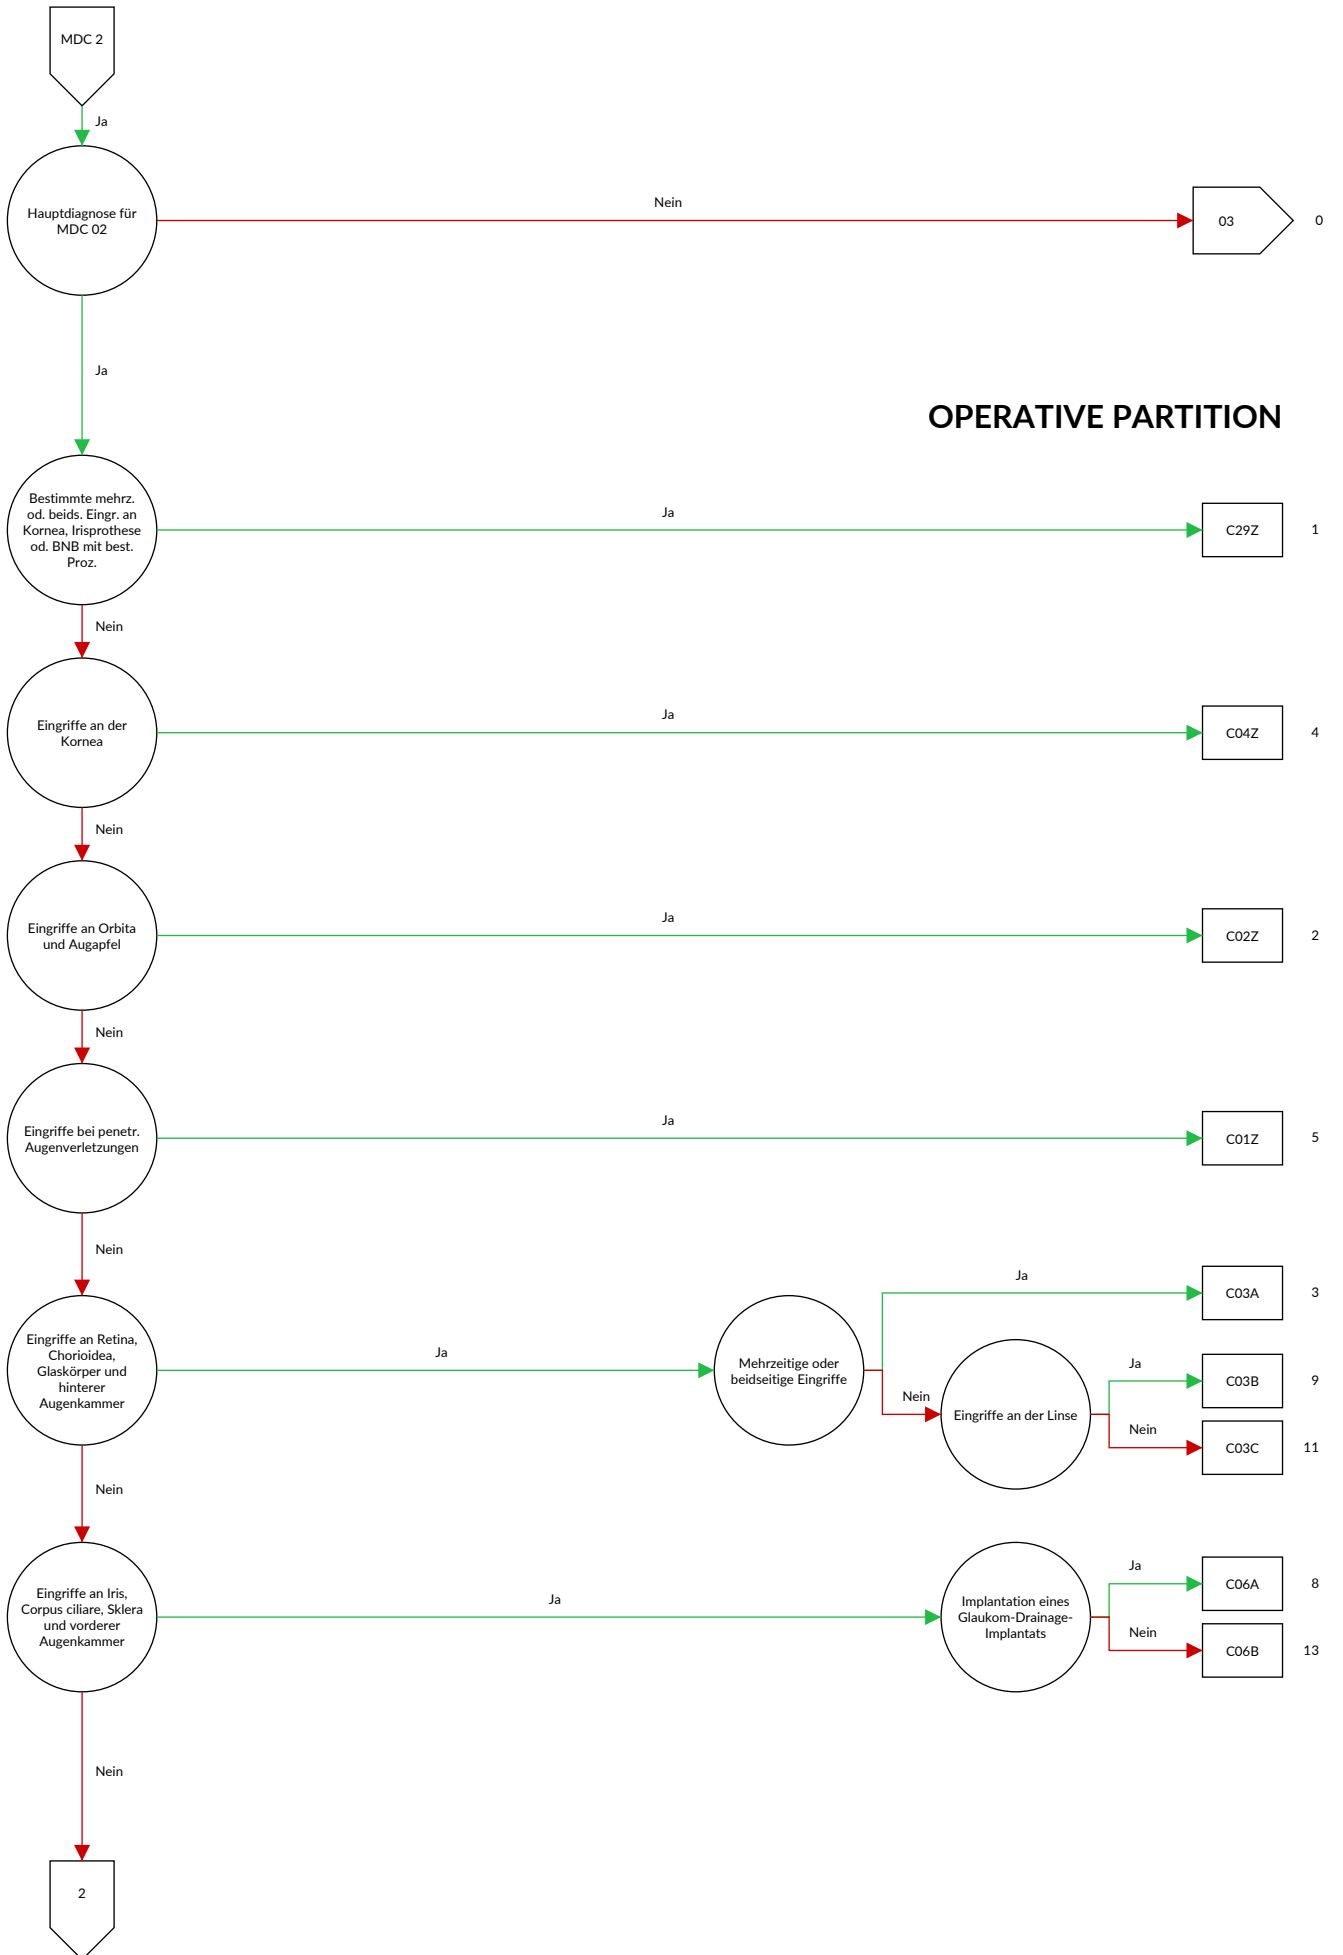 MDC 2
Ja
Hauptdiagnose für
MDC 02
Nein
03
0
Ja
OPERATIVE PARTITION
Bestimmte mehrz.
od. beids. Eingr. an
Kornea, Irisprothese
od. BNB mit best.
Proz.
Ja
C29Z
1
Nein
Eingriffe an der
Kornea
Ja
C04Z
4
Nein
Eingriffe an Orbita
und Augapfel
Ja
C02Z
2
Nein
Eingriffe bei penetr.
Augenverletzungen
Ja
C01Z
5
Nein
Eingriffe an Retina,
Chorioidea,
Glaskörper und
hinterer
Augenkammer
Ja
Mehrzeitige oder
beidseitige Eingriffe
Ja
C03A
3
Nein
Eingriffe an der Linse
Ja
C03B
9
Nein
C03C
11
Nein
Eingriffe an Iris,
Corpus ciliare, Sklera
und vorderer
Augenkammer
Ja
Implantation eines
Glaukom-Drainage-
Implantats
Ja
C06A
8
Nein
C06B
13
Nein
2